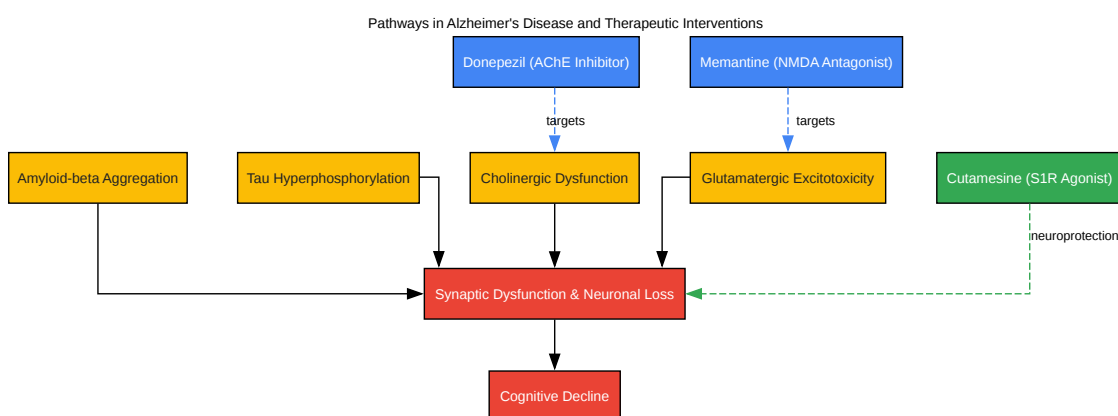 Pathways in Alzheimer's Disease and Therapeutic Interventions
Donepezil (AChE Inhibitor)
Memantine (NMDA Antagonist)
targets
targets
Amyloid-beta Aggregation
Tau Hyperphosphorylation
Cholinergic Dysfunction
Glutamatergic Excitotoxicity
Cutamesine (S1R Agonist)
neuroprotection
Synaptic Dysfunction & Neuronal Loss
Cognitive Decline